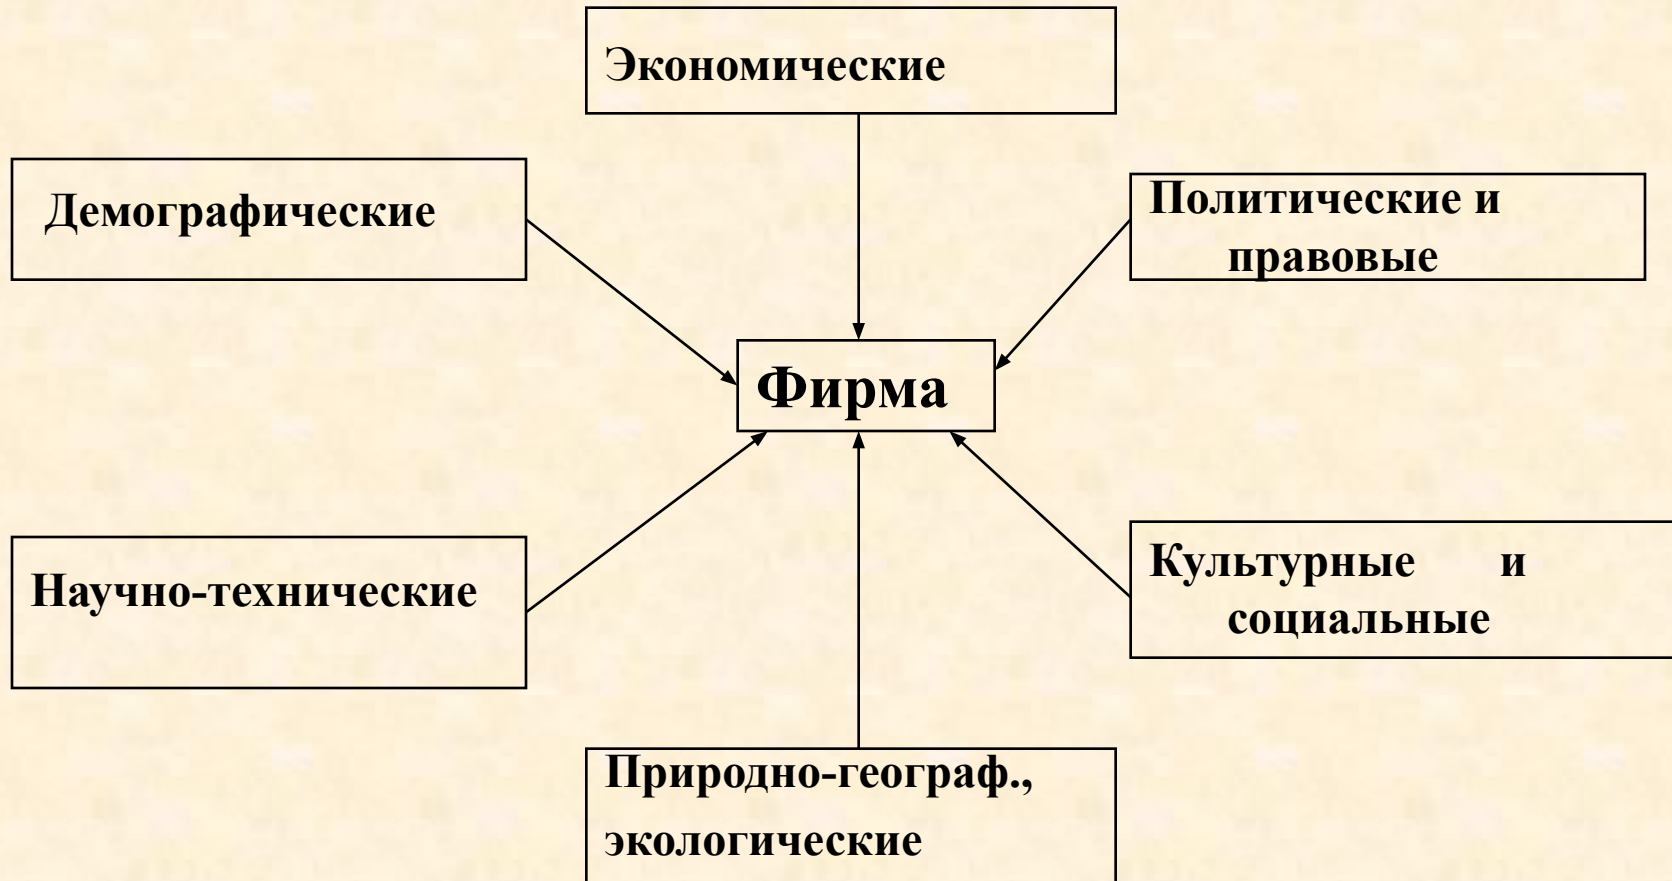 Экономические
Демографические
Политические и
правовые
Фирма
Научно-технические
Культурные и
социальные
Природно-географ.,
экологические